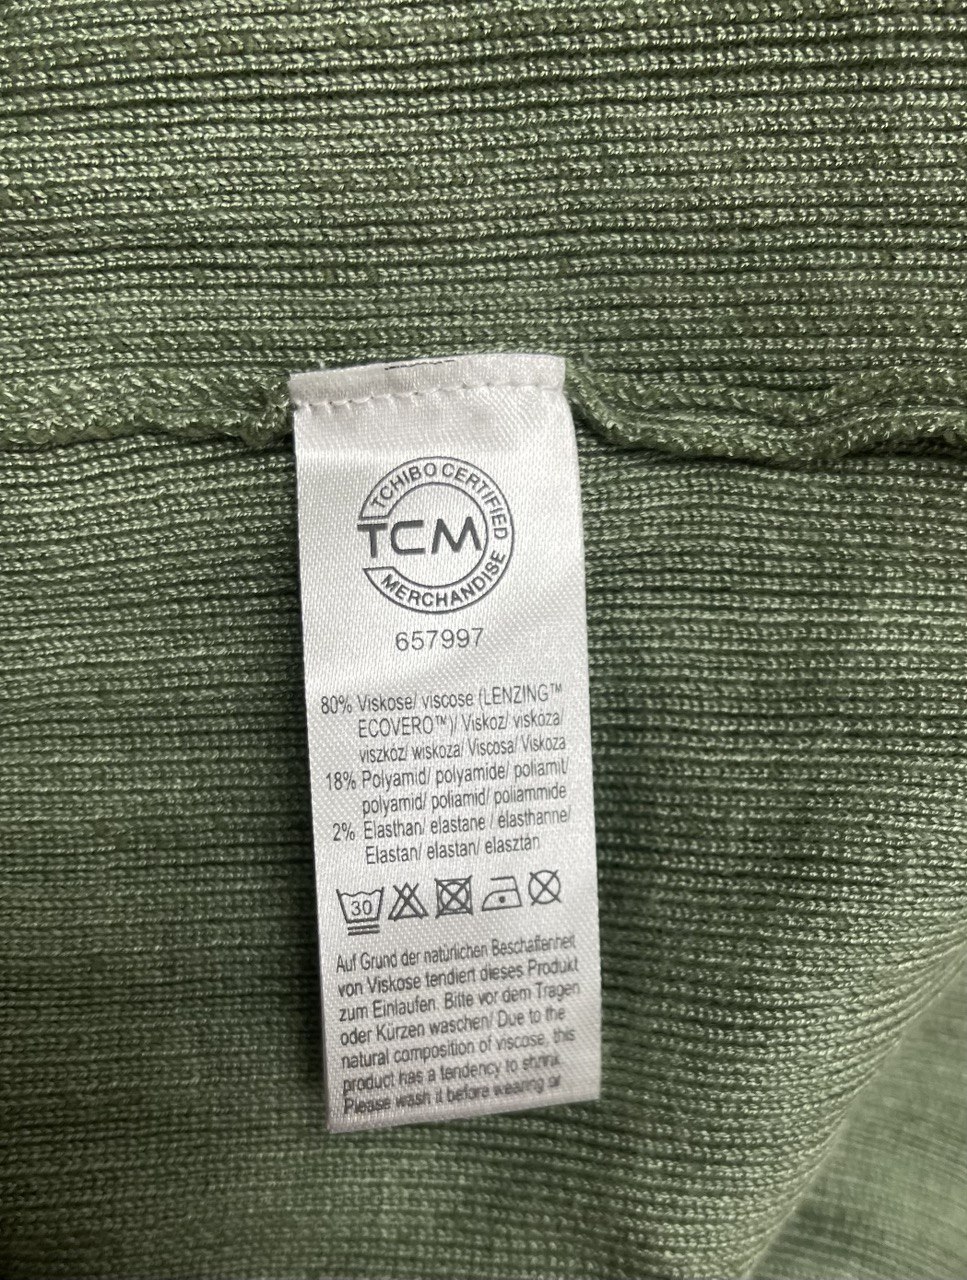 TCHIBO CERTIFIED
TCM
MERCHANDISE
657997
80% Viskose/ viscose (LENZING™
ECOVERO™)/ Viskoz/ viskóza/
viszkóz/ wiskoza/ Viscosa/ Viskoza
18% Polyamid/ polyamide/ poliamit/
polyamid/ poliamid/ poliammide
2% Elasthan/ elastane / elasthanne/
Elastan/ elastan/ elasztán
30
Auf Grund der natürlichen Beschaffenheit
von Viskose tendiert dieses Produkt
zum Einlaufen. Bitte vor dem Tragen
oder Kürzen waschen/ Due to the
natural composition of viscose, this
product has a tendency to shrink.
Please wash it before wearing or